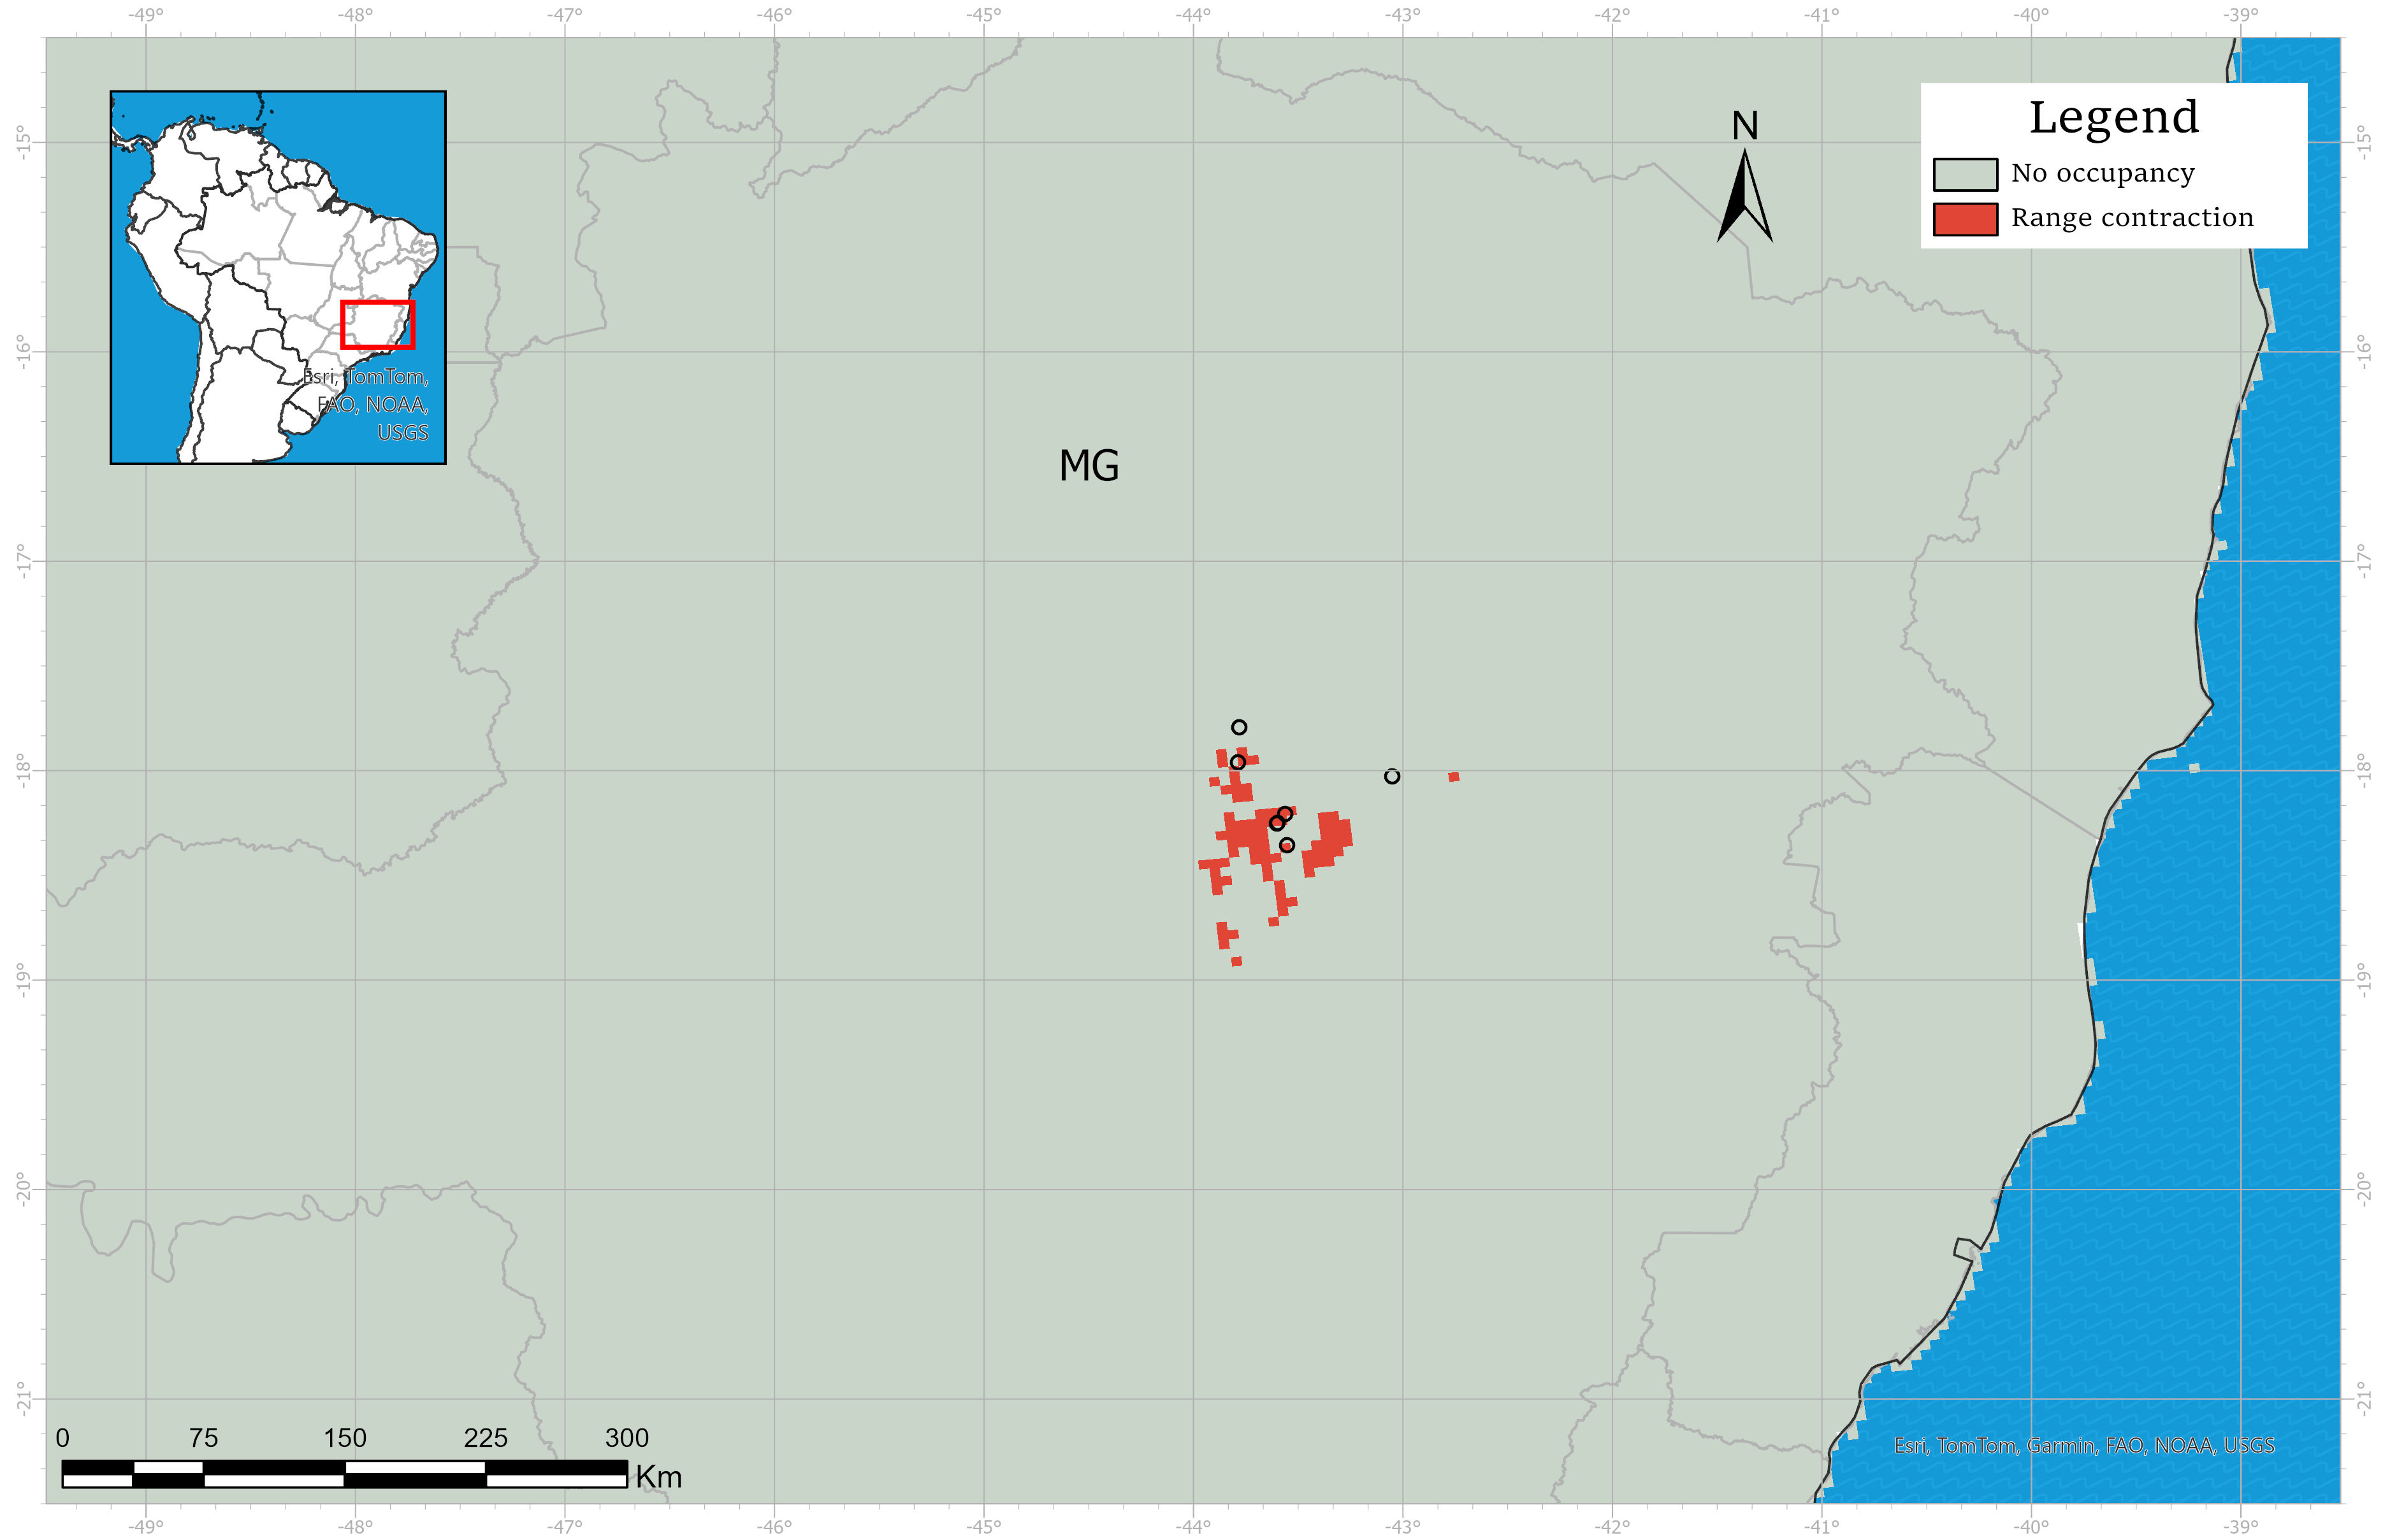 -49° -48° -47° -46° -45° -44° -43° -42° -41° -40° -39°
Legend
No occupancy
Range contraction
N
Esri, TomTom,
FAO, NOAA,
USGS
MG
-15° -15°
-16° -16°
-17° -17°
-18° -18°
-19° -19°
-20° -20°
-21° -21°
0 75 150 225 300
Km
Esri, TomTom, Garmin, FAO, NOAA, USGS
-49° -48° -47° -46° -45° -44° -43° -42° -41° -40° -39°